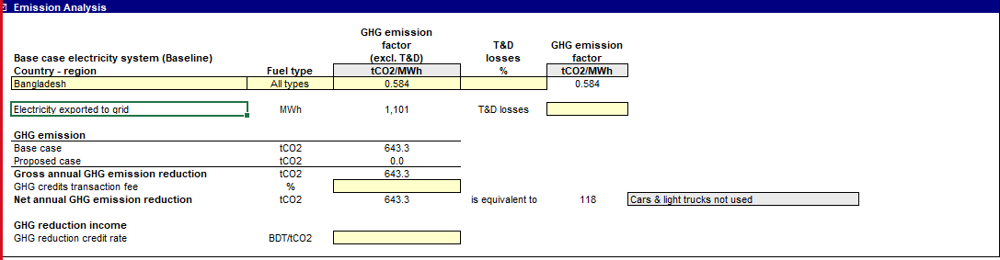 Emission Analysis
GHG emission
factor T&D GHG emission
Base case electricity system (Baseline) (excl. T&D) losses factor
Country - region Fuel type tCO2/MWh % tCO2/MWh
Bangladesh All types 0.584 0.584
Electricity exported to grid MWh 1,101 T&D losses
GHG emission
Base case tCO2 643.3
Proposed case tCO2 0.0
Gross annual GHG emission reduction tCO2 643.3
GHG credits transaction fee %
Net annual GHG emission reduction tCO2 643.3 is equivalent to 118 Cars & light trucks not used
GHG reduction income
GHG reduction credit rate BDT/tCO2